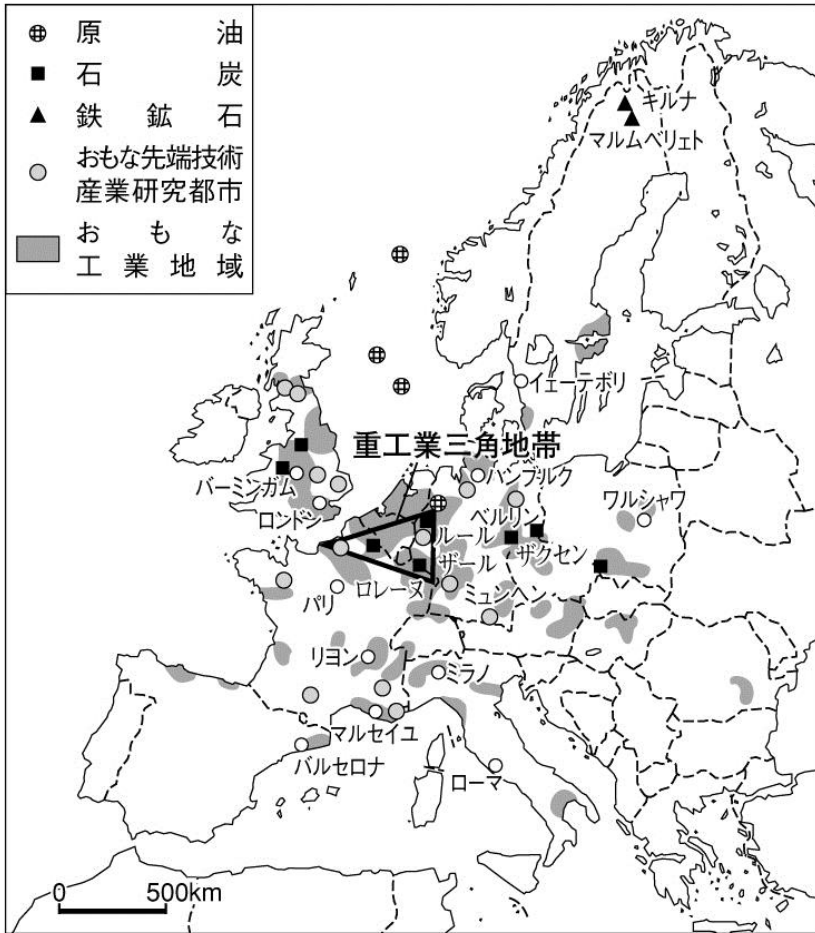 原油
石炭
鉄鉱石
おもな先端技術
産業研究都市
おもな
工業地域
キルナ
マルムベリェト
イェーテボリ
重工業三角地帯
ハンブルク
バーミンガム
ワルシャワ
ロンドン
ベルリン
ルール
ザクセン
ザール
ロレーヌ
ミュンヘン
パリ
リヨン
ミラノ
マルセイユ
バルセロナ
ローマ
0 500km